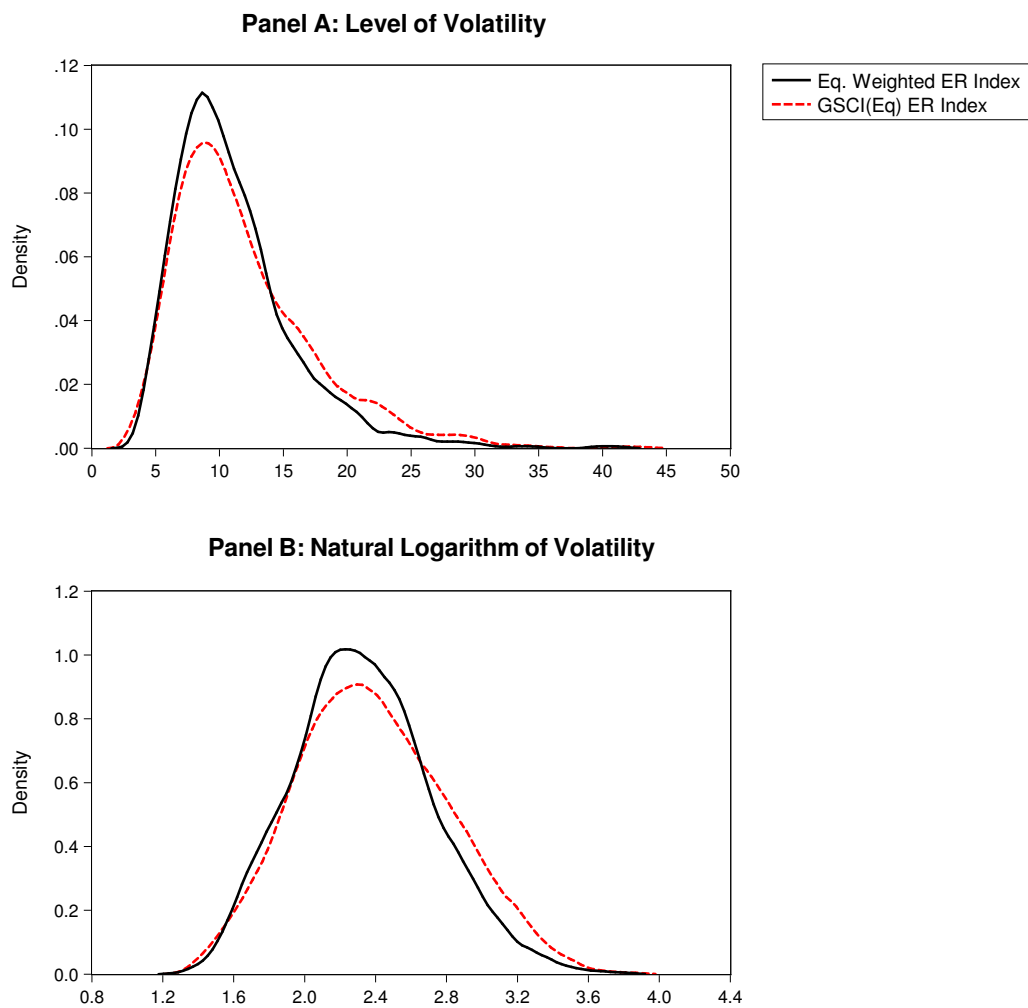 Panel A: Level of Volatility
Eq. Weighted ER Index
GSCI(Eq) ER Index
Density
.12
.10
.08
.06
.04
.02
.00
0 5 10 15 20 25 30 35 40 45 50
Panel B: Natural Logarithm of Volatility
Density
1.2
1.0
0.8
0.6
0.4
0.2
0.0
0.8 1.2 1.6 2.0 2.4 2.8 3.2 3.6 4.0 4.4